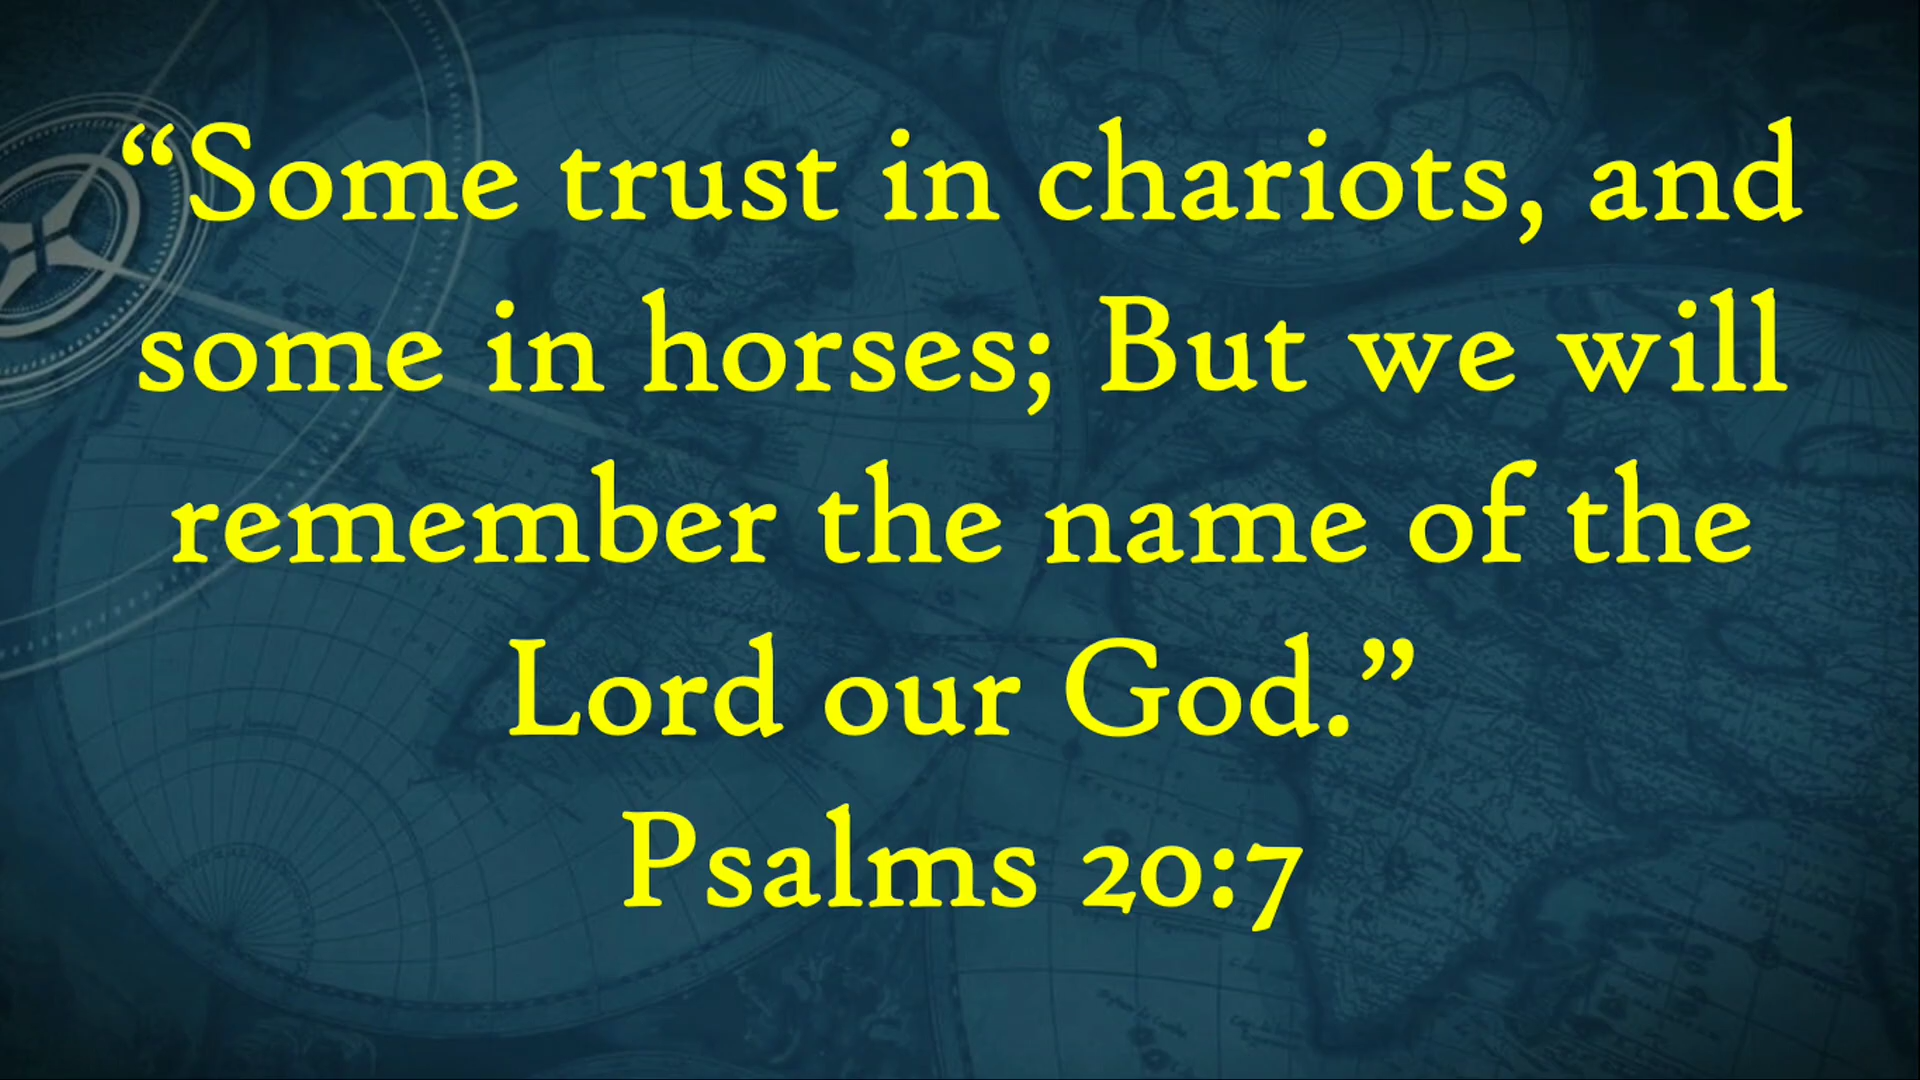 “Some trust in chariots, and
some in horses; But we will
remember the name of the
Lord our God.”
Psalms 20:7